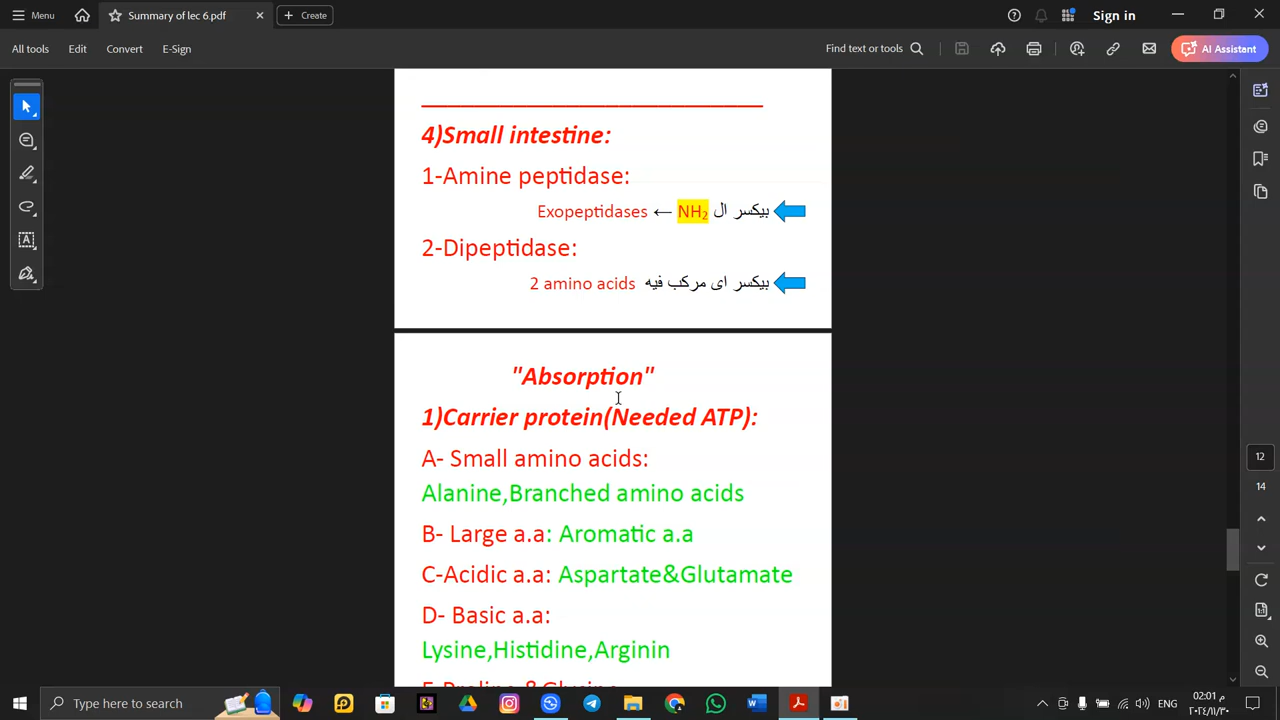 Menu
Summary of lec 6.pdf
Create
Sign in
All tools
Edit
Convert
E-Sign
Find text or tools
AI Assistant
4)Small intestine:
1-Amine peptidase:
بيكسر ال NH₂ ← Exopeptidases
2-Dipeptidase:
بيكسر اى مركب فيه 2 amino acids
"Absorption"
1)Carrier protein(Needed ATP):
A- Small amino acids:
Alanine,Branched amino acids
B- Large a.a: Aromatic a.a
C-Acidic a.a: Aspartate&Glutamate
D- Basic a.a:
Lysine,Histidine,Arginin
12
14
Type here to search
ENG
02:01 م